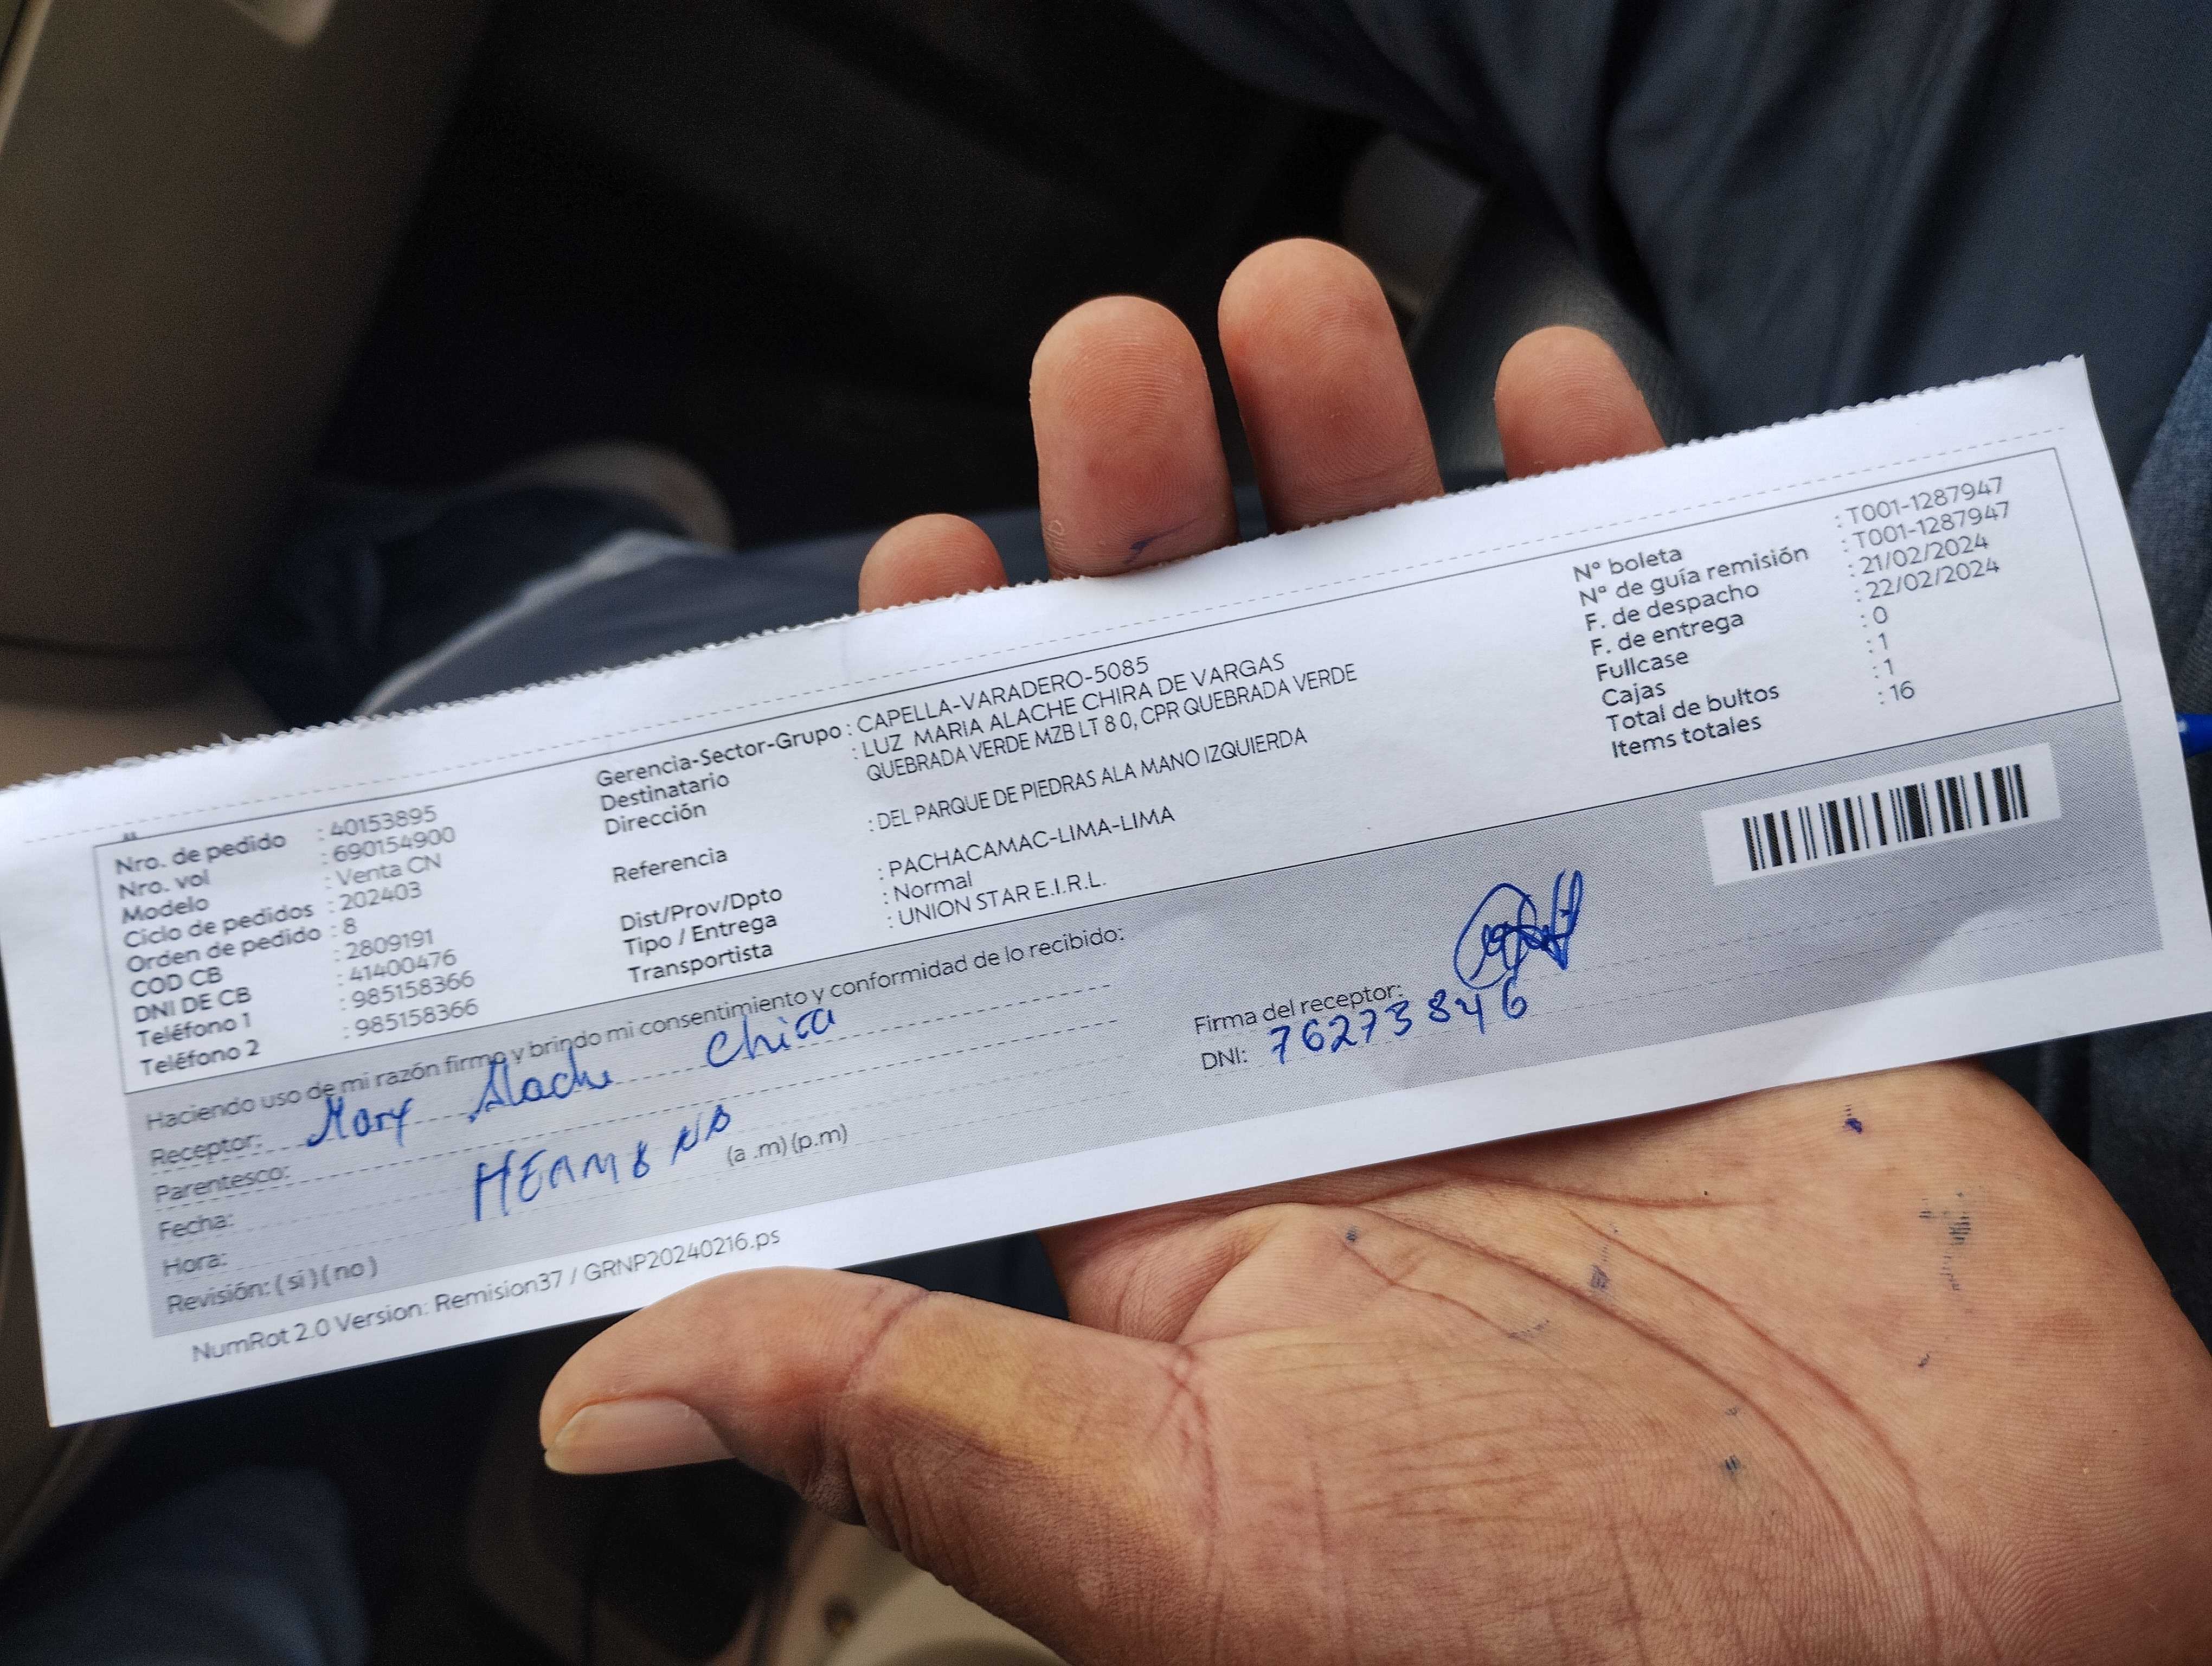 Nro. de pedido : 40153895
Nro. vol : 690154900
Modelo : Venta CN
Ciclo de pedidos : 202403
Orden de pedido : 8
COD CB : 2809191
DNI DE CB : 41400476
Teléfono 1 : 985158366
Teléfono 2 : 985158366
Gerencia-Sector-Grupo : CAPELLA-VARADERO-5085
Destinatario : LUZ MARIA ALACHE CHIRA DE VARGAS
Dirección QUEBRADA VERDE MZB LT 8 0, CPR QUEBRADA VERDE
Referencia : DEL PARQUE DE PIEDRAS ALA MANO IZQUIERDA
Dist/Prov/Dpto : PACHACAMAC-LIMA-LIMA
Tipo / Entrega : Normal
Transportista : UNION STAR E.I.R.L.
N° boleta : T001-1287947
N° de guía remisión : T001-1287947
F. de despacho : 21/02/2024
F. de entrega : 22/02/2024
Fullcase : 0
Cajas : 1
Total de bultos : 1
Items totales : 16
Haciendo uso de mi razón firmo y brindo mi consentimiento y conformidad de lo recibido:
Receptor: Marx Alache Chira
Parentesco: HERMANO
Fecha:
Hora: (a .m) (p.m)
Revisión: ( si ) ( no )
Firma del receptor:
DNI: 76273846
NumRot 2.0 Version: Remision37 / GRNP20240216.ps